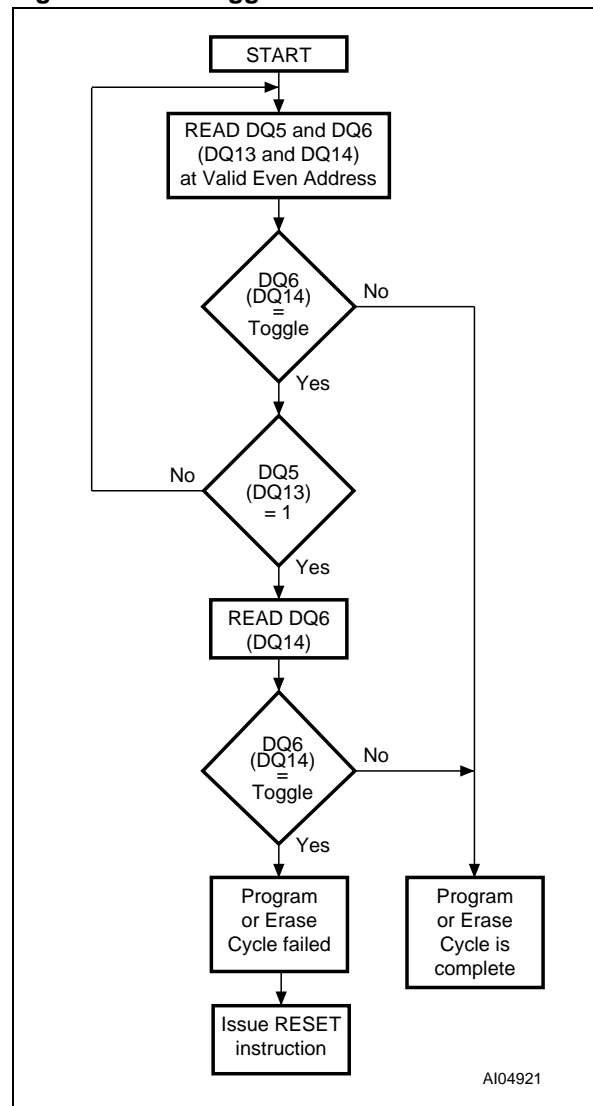 START
READ DQ5 and DQ6
(DQ13 and DQ14)
at Valid Even Address
DQ6
(DQ14)
=
Toggle
No
Yes
No
DQ5
(DQ13)
= 1
Yes
READ DQ6
(DQ14)
DQ6
(DQ14)
=
Toggle
No
Yes
Program
or Erase
Cycle failed
Program
or Erase
Cycle is
complete
Issue RESET
instruction
AI04921